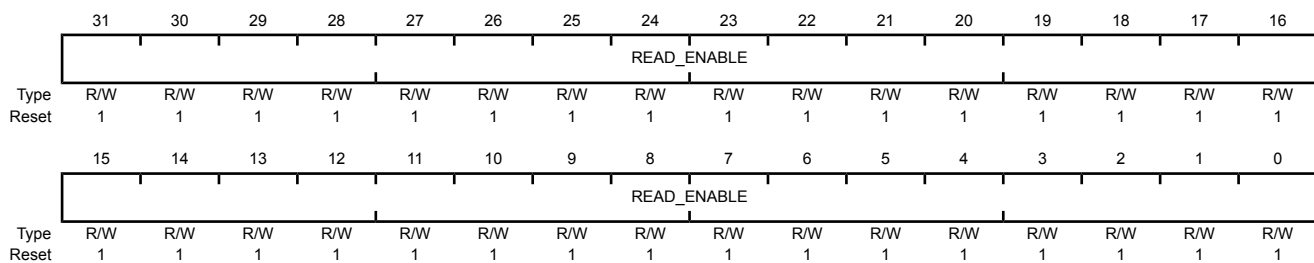 31 30 29 28 27 26 25 24 23 22 21 20 19 18 17 16
READ_ENABLE
Type R/W R/W R/W R/W R/W R/W R/W R/W R/W R/W R/W R/W R/W R/W R/W R/W
Reset 1 1 1 1 1 1 1 1 1 1 1 1 1 1 1 1
15 14 13 12 11 10 9 8 7 6 5 4 3 2 1 0
READ_ENABLE
Type R/W R/W R/W R/W R/W R/W R/W R/W R/W R/W R/W R/W R/W R/W R/W R/W
Reset 1 1 1 1 1 1 1 1 1 1 1 1 1 1 1 1